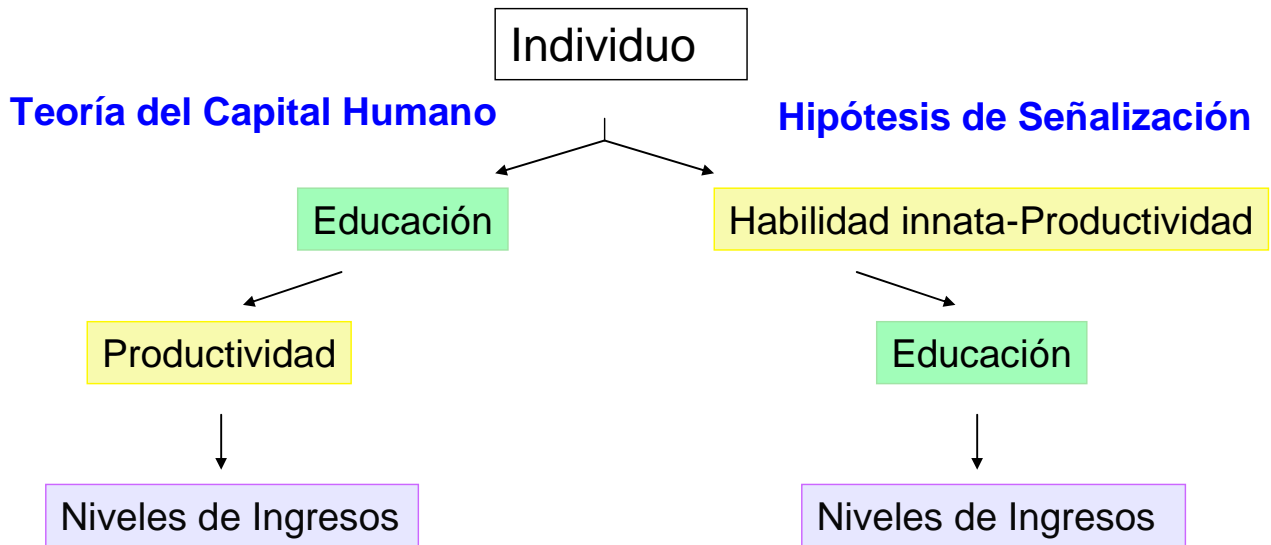 Individuo
Teoría del Capital Humano
Hipótesis de Señalización
Educación
Habilidad innata-Productividad
Productividad
Educación
Niveles de Ingresos
Niveles de Ingresos